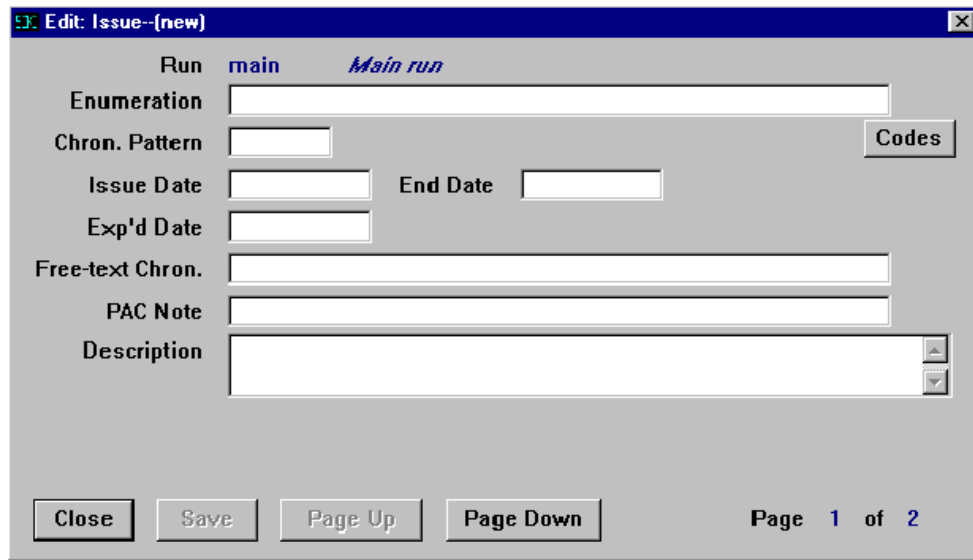 Edit: Issue--(new)
Run main Main run
Enumeration
Codes
Chron. Pattern
Issue Date End Date
Exp'd Date
Free-text Chron.
PAC Note
Description
Close Save Page Up Page Down Page 1 of 2